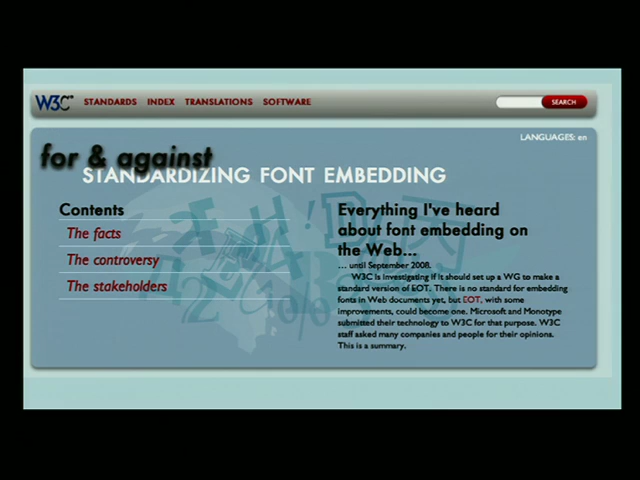 W3C
STANDARDS INDEX TRANSLATIONS SOFTWARE
SEARCH
LANGUAGES: en
for & against
STANDARDIZING FONT EMBEDDING
Contents
The facts
The controversy
The stakeholders
Everything I've heard
about font embedding on
the Web...
... until September 2008.
W3C is investigating if it should set up a WG to make a
standard version of EOT. There is no standard for embedding
fonts in Web documents yet, but EOT, with some
improvements, could become one. Microsoft and Monotype
submitted their technology to W3C for that purpose. W3C
staff asked many companies and people for their opinions.
This is a summary.